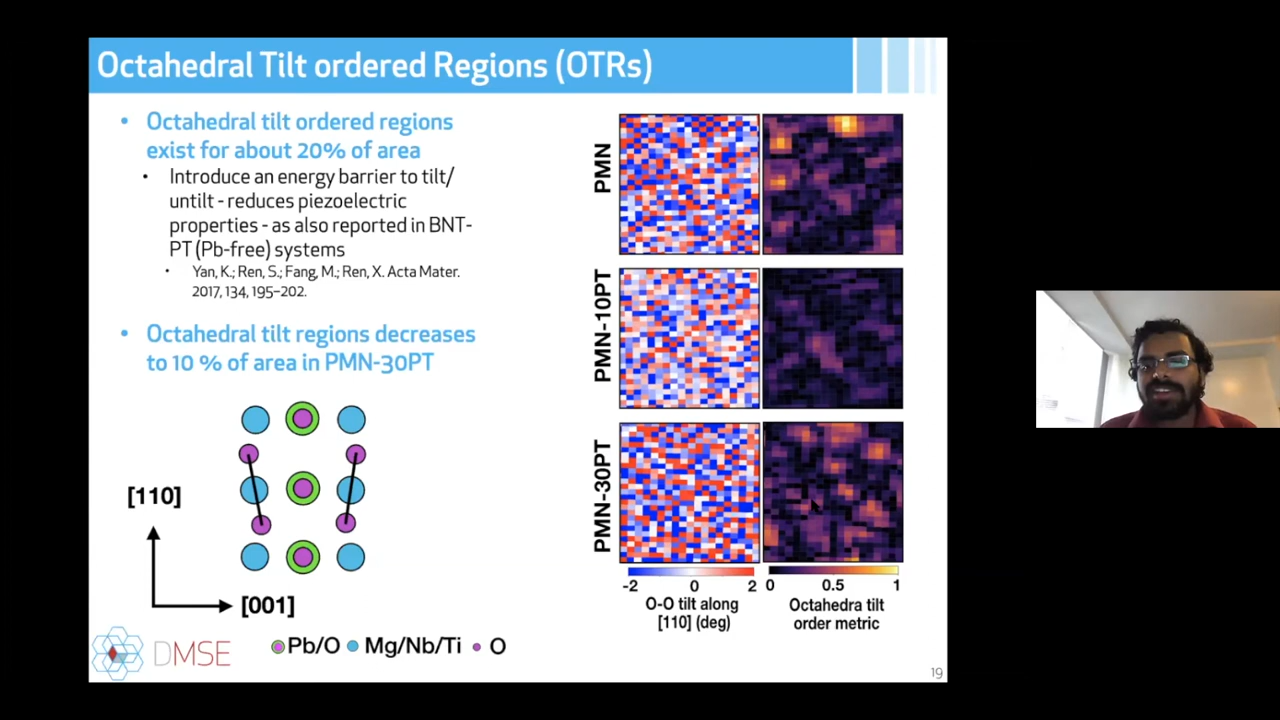 Octahedral Tilt ordered Regions (OTRs)
• Octahedral tilt ordered regions
exist for about 20% of area
• Introduce an energy barrier to tilt/
untilt - reduces piezoelectric
properties - as also reported in BNT-
PT (Pb-free) systems
• Yan, K.; Ren, S.; Fang, M.; Ren, X. Acta Mater.
2017, 134, 195–202.
• Octahedral tilt regions decreases
to 10 % of area in PMN-30PT
[110]
[001]
Pb/O Mg/Nb/Ti O
DMSE
PMN
PMN-10PT
PMN-30PT
-2 0 2
O-O tilt along
[110] (deg)
0 0.5 1
Octahedra tilt
order metric
19